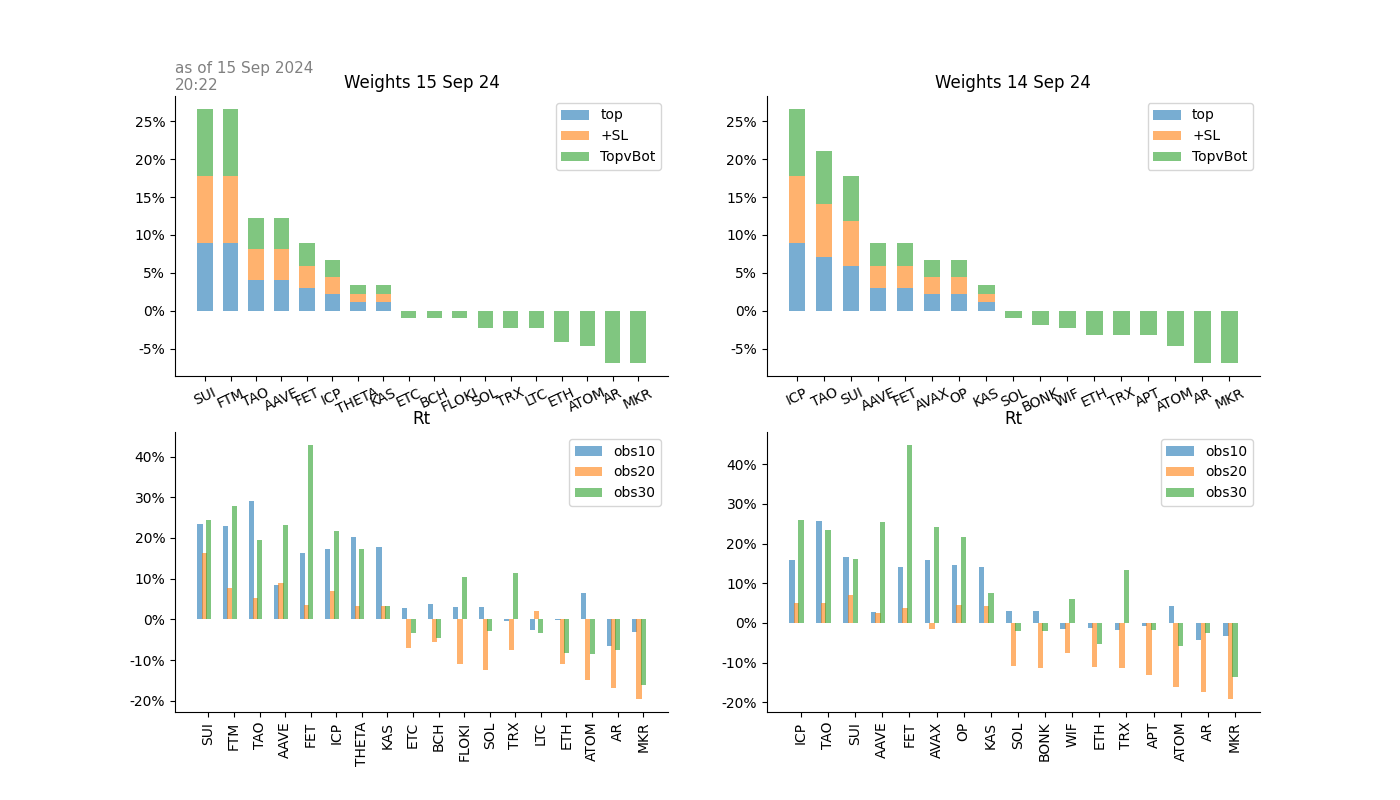 as of 15 Sep 2024
20:22
Weights 15 Sep 24
25%
20%
15%
10%
5%
0%
-5%
top
+SL
TopvBot
SUI FTM TAO AAVE FET ICP THETA KAS ETC BCH FLOKI SOL TRX LTC ETH ATOM AR MKR
Weights 14 Sep 24
25%
20%
15%
10%
5%
0%
-5%
top
+SL
TopvBot
ICP TAO SUI AAVE FET AVAX OP KAS SOL BONK WIF ETH TRX APT ATOM AR MKR
Rt
40%
30%
20%
10%
0%
-10%
-20%
obs10
obs20
obs30
SUI FTM TAO AAVE FET ICP THETA KAS ETC BCH FLOKI SOL TRX LTC ETH ATOM AR MKR
Rt
40%
30%
20%
10%
0%
-10%
-20%
obs10
obs20
obs30
ICP TAO SUI AAVE FET AVAX OP KAS SOL BONK WIF ETH TRX APT ATOM AR MKR